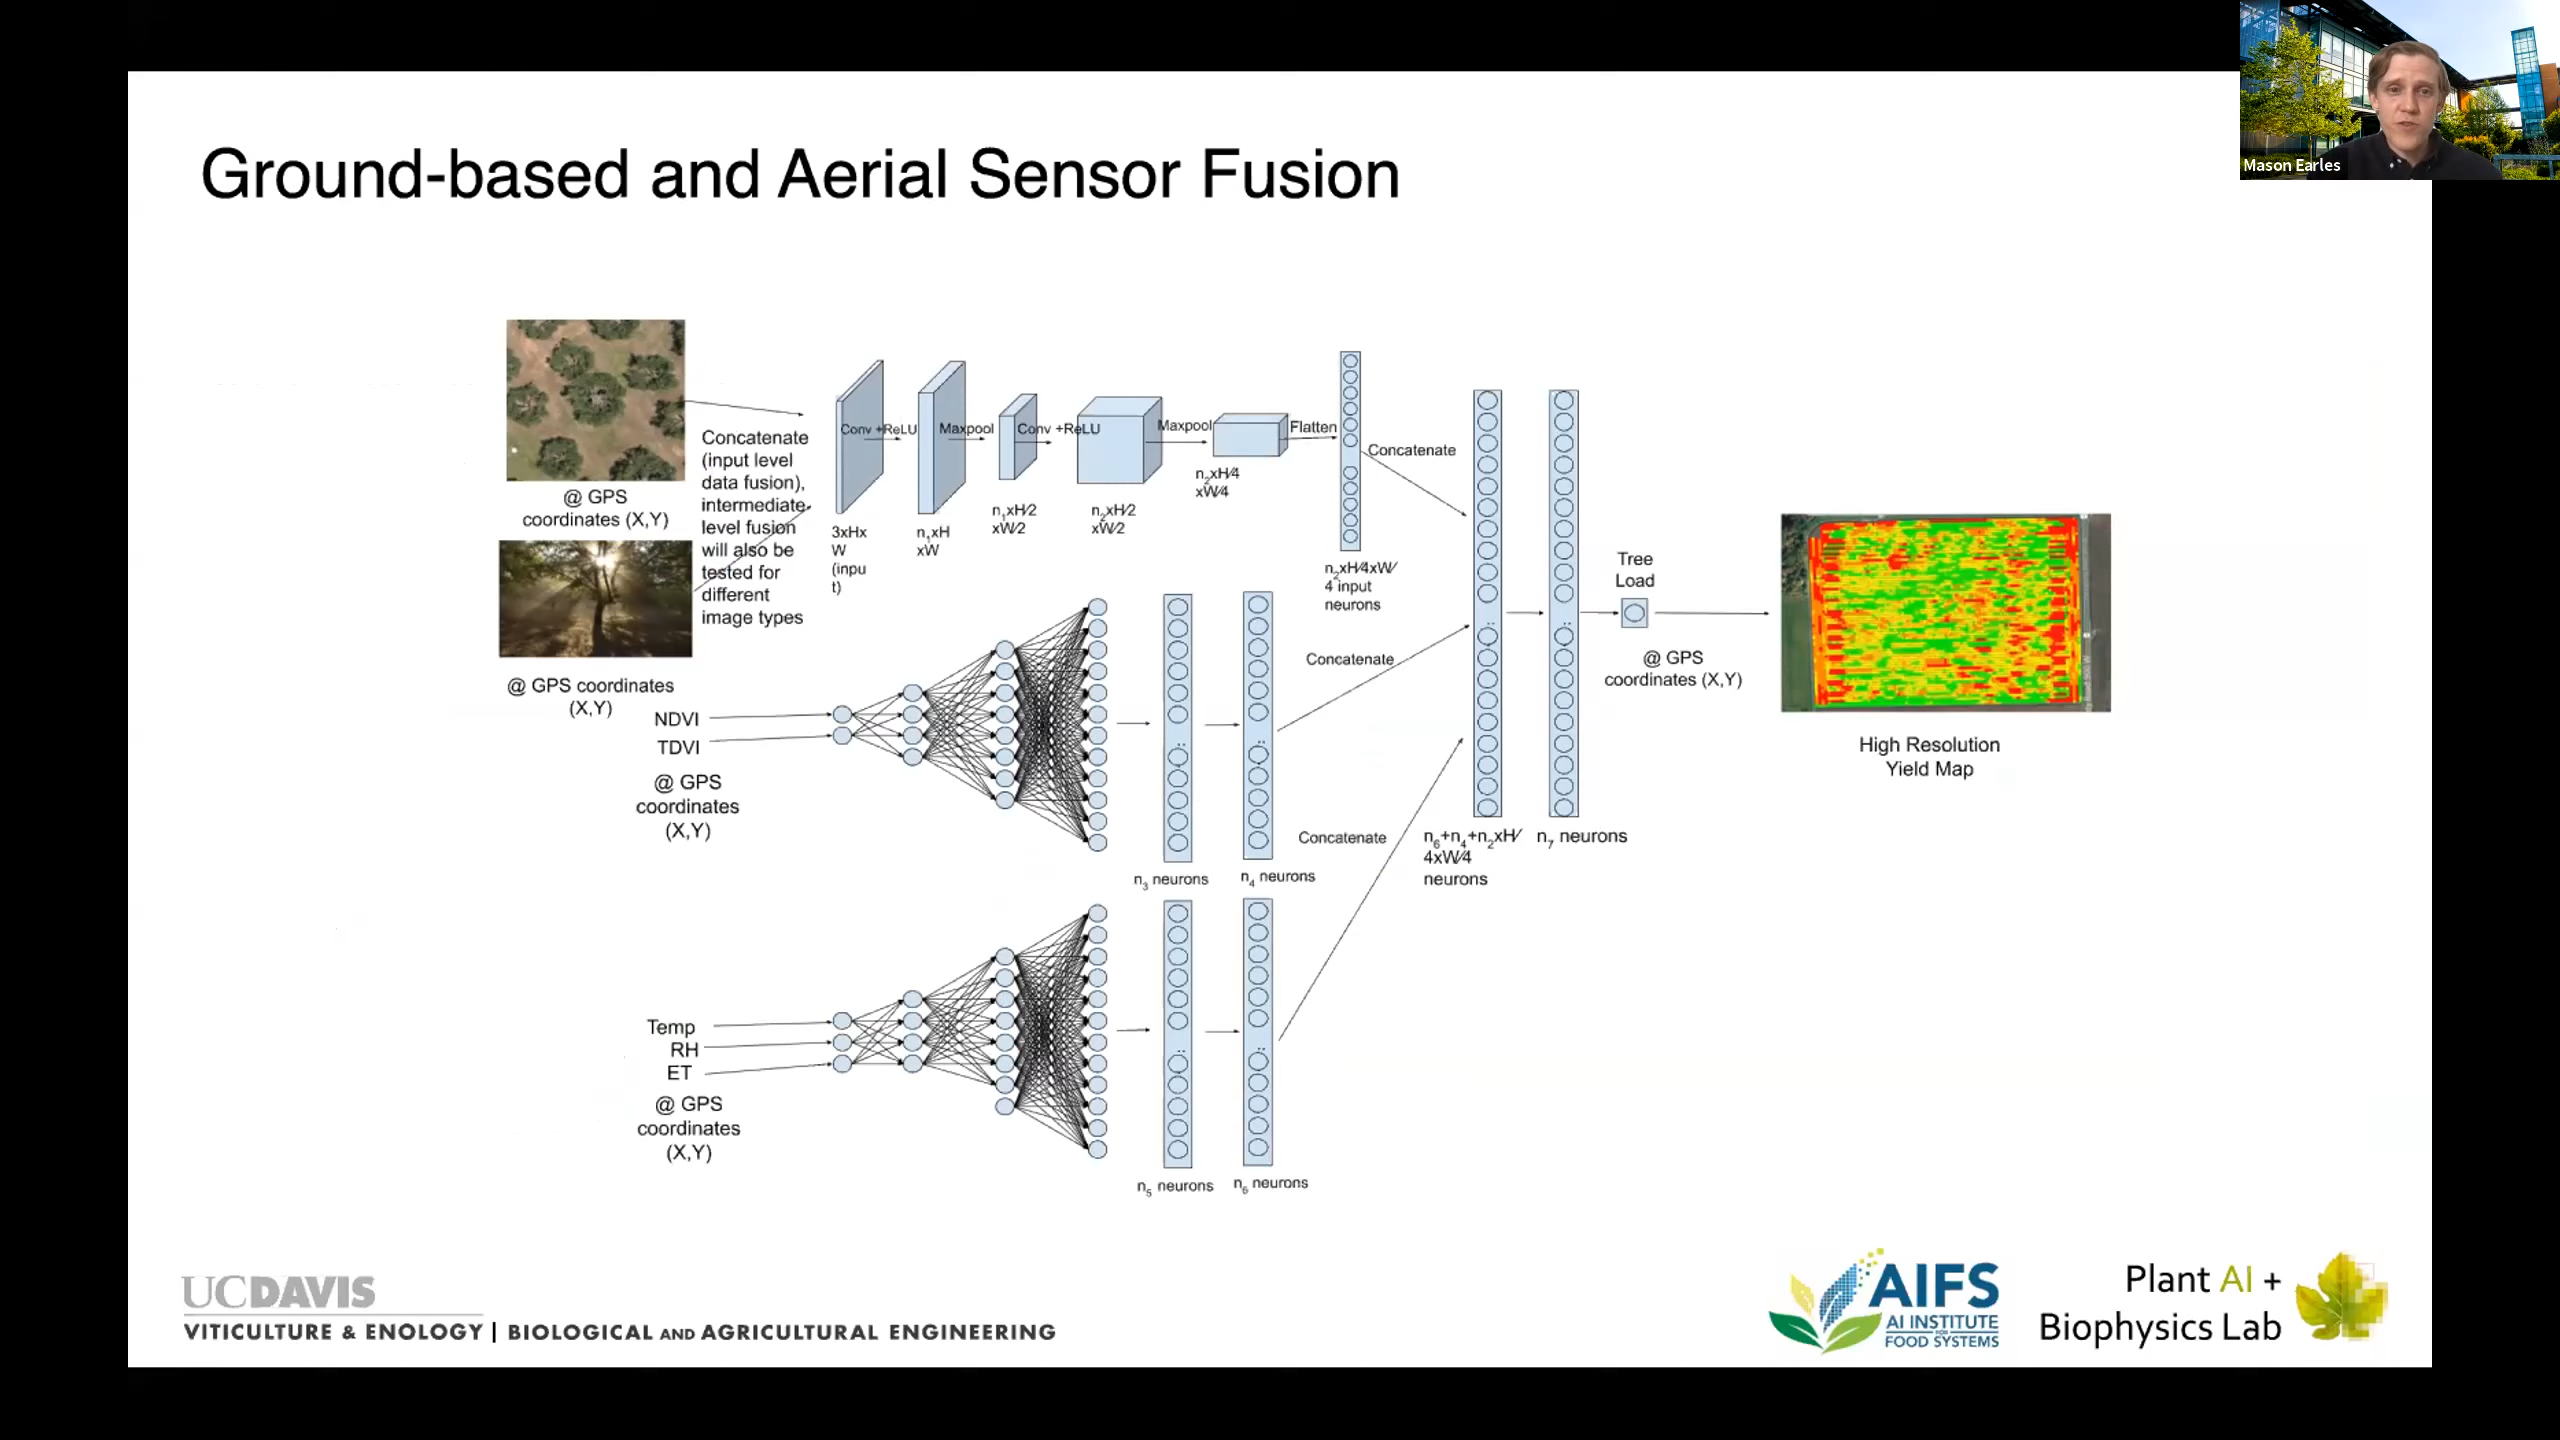 Mason Earles
Ground-based and Aerial Sensor Fusion
@ GPS
coordinates (X,Y)
@ GPS coordinates
(X,Y)
Concatenate
(input level
data fusion),
intermediate
level fusion
will also be
tested for
different
image types
Conv +ReLU
Maxpool
Conv +ReLU
Maxpool
Flatten
Concatenate
3xHx
W
(inpu
t)
n1xH
xW
n1xH/2
xW/2
n2xH/2
xW/2
n2xH/4
xW/4
n2xH/4xW/
4 input
neurons
NDVI
TDVI
@ GPS
coordinates
(X,Y)
n3 neurons
n4 neurons
Concatenate
Temp
RH
ET
@ GPS
coordinates
(X,Y)
n5 neurons
n6 neurons
Concatenate
n6+n4+n2xH/
4xW/4
neurons
n7 neurons
Tree
Load
@ GPS
coordinates (X,Y)
High Resolution
Yield Map
UCDAVIS
VITICULTURE & ENOLOGY | BIOLOGICAL AND AGRICULTURAL ENGINEERING
AIFS
AI INSTITUTE
FOR
FOOD SYSTEMS
Plant AI +
Biophysics Lab